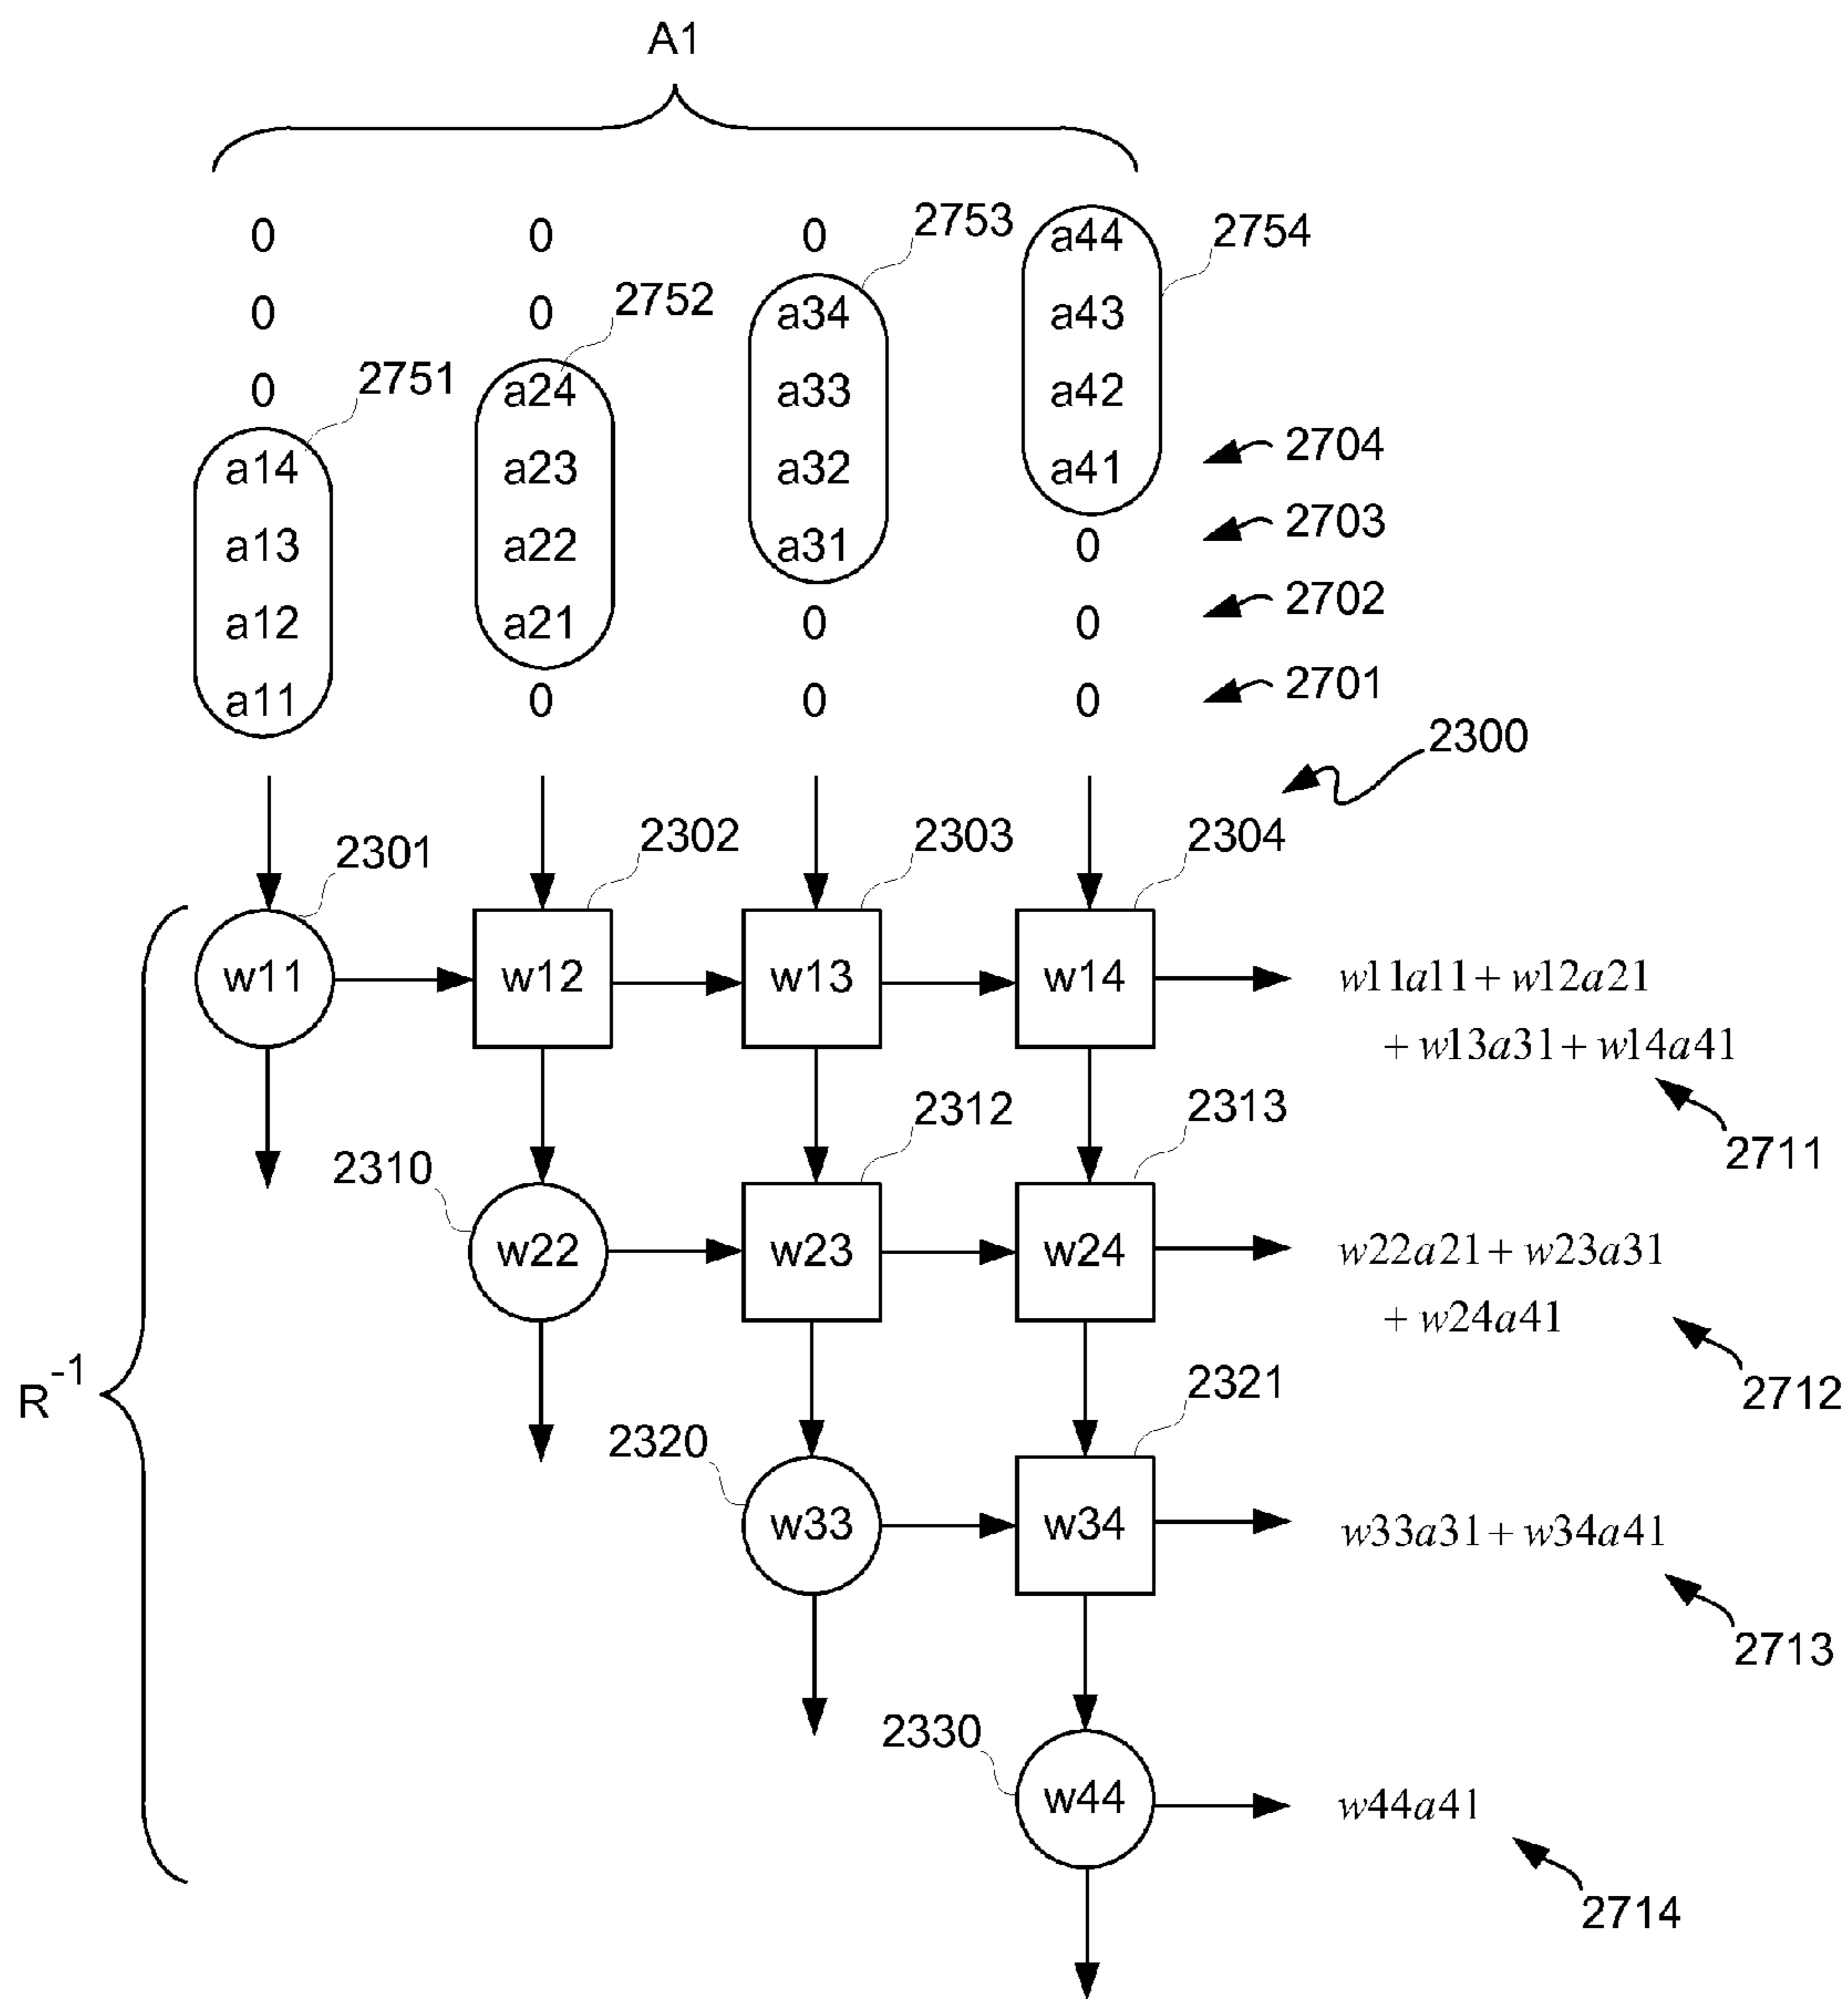 A1
0 0 0 2753 a44 2754
0 0 2752 a34 a43
0 2751 a24 a33 a42
a14 a23 a32 a41 2704
a13 a22 a31 0 2703
a12 a21 0 0 2702
a11 0 0 0 2701
2300
2301 2302 2303 2304
w11 w12 w13 w14 w11a11 + w12a21
+ w13a31 + w14a41
2312 2313 2711
2310
w22 w23 w24 w22a21 + w23a31
+ w24a41
R-1 2321 2712
2320
w33 w34 w33a31 + w34a41
2713
2330
w44 w44a41
2714